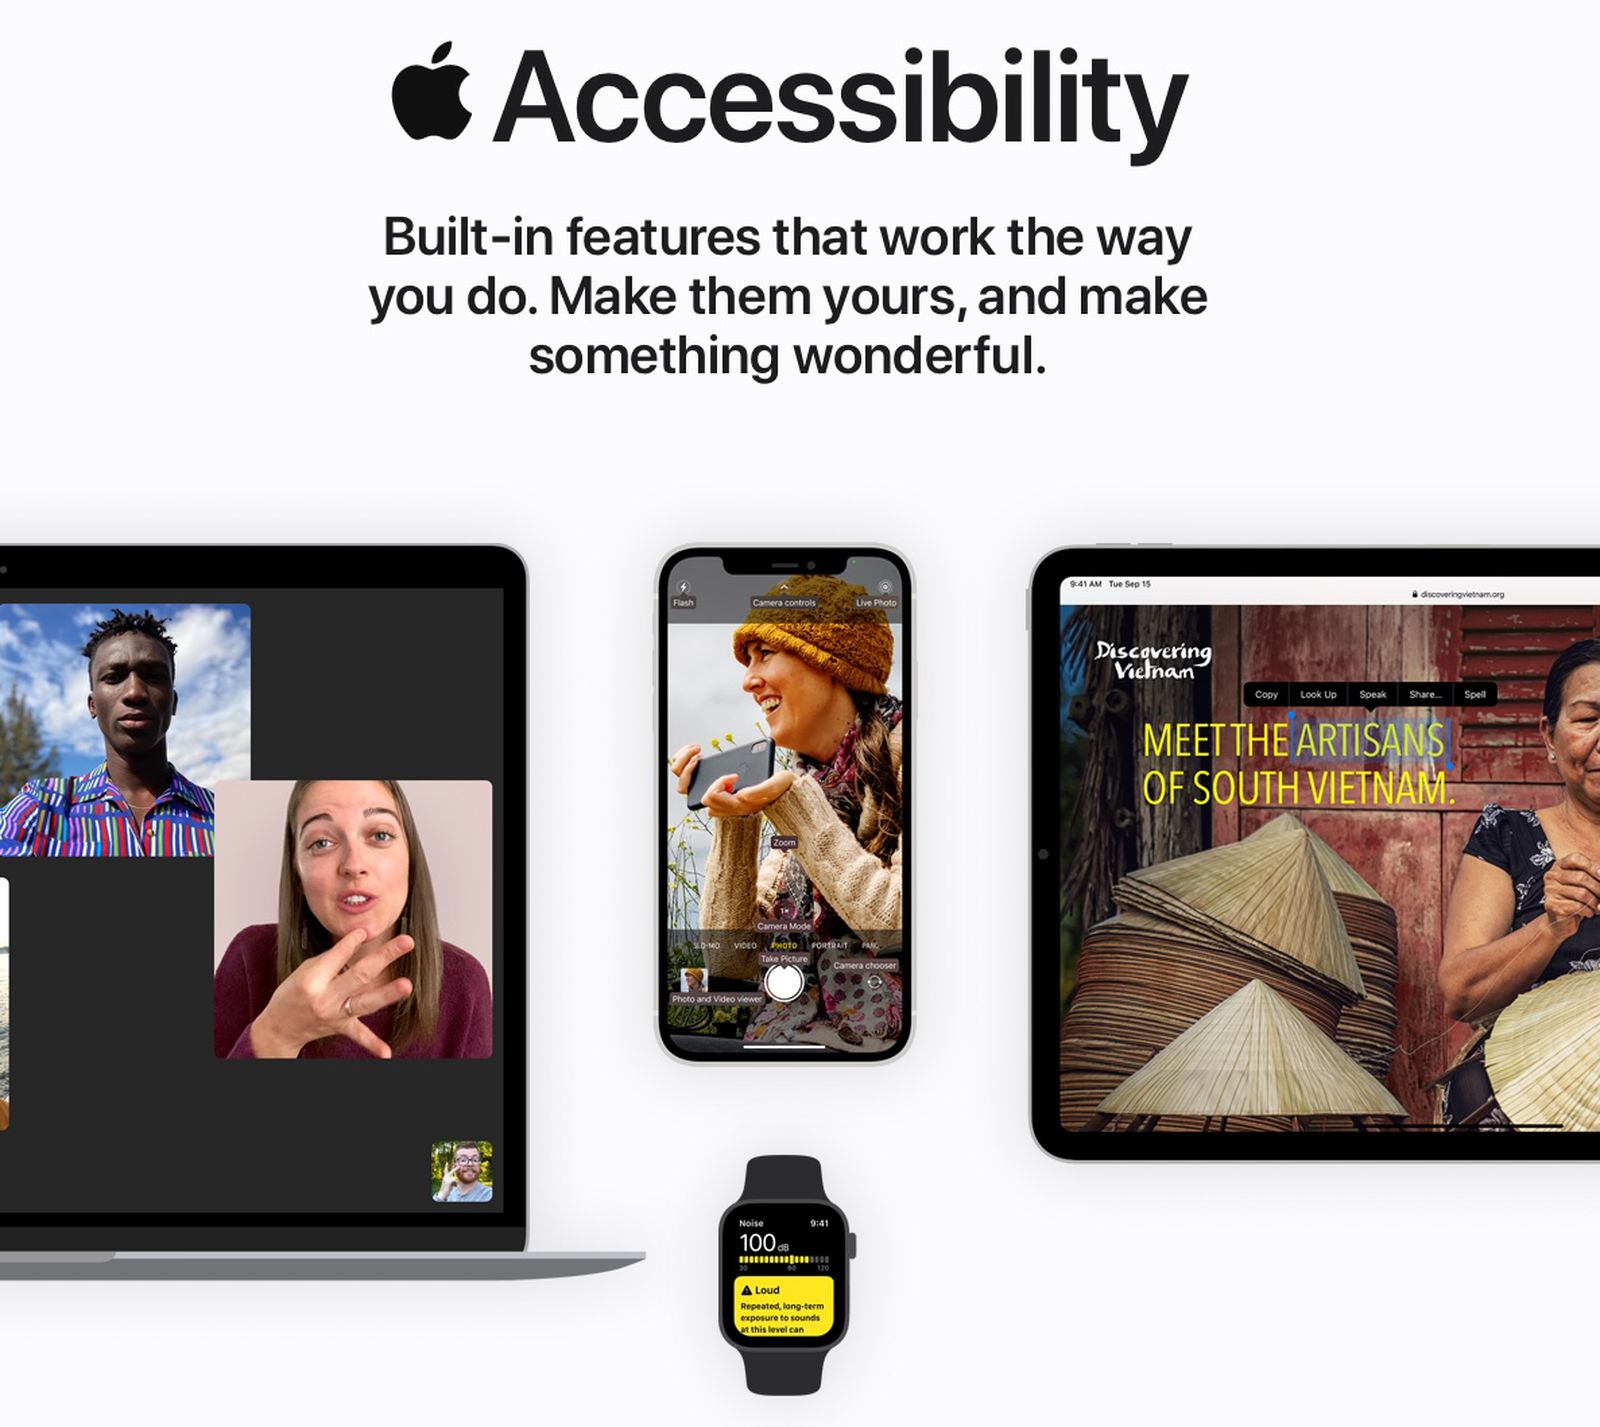 Accessibility
Built-in features that work the way
you do. Make them yours, and make
something wonderful.
Flash
Camera controls
Live Photo
Zoom
1×
Camera Mode
SLO-MO VIDEO PHOTO PORTRAIT PANO
Take Picture
Camera chooser
Photo and Video viewer
9:41 AM Tue Sep 15
discoveringvietnam.org
Discovering
Vietnam
Copy Look Up Speak Share... Spell
MEET THE ARTISANS
OF SOUTH VIETNAM.
Noise 9:41
100 dB
30 80 120
Loud
Repeated, long-term
exposure to sounds
at this level can